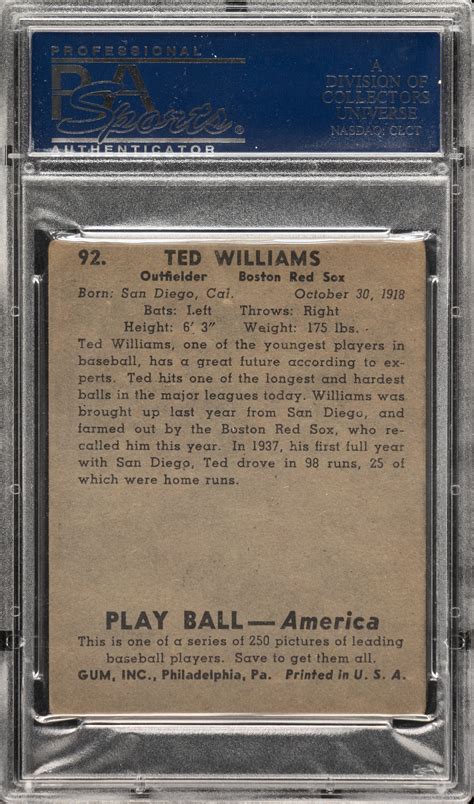 PROFESSIONAL
PSA
Sports
®
AUTHENTICATOR
A
DIVISION OF
COLLECTORS
UNIVERSE
NASDAQ: CLCT
92. TED WILLIAMS
Outfielder Boston Red Sox
Born: San Diego, Cal. October 30, 1918
Bats: Left Throws: Right
Height: 6' 3" Weight: 175 lbs.
Ted Williams, one of the youngest players in
baseball, has a great future according to ex-
perts. Ted hits one of the longest and hardest
balls in the major leagues today. Williams was
brought up last year from San Diego, and
farmed out by the Boston Red Sox, who re-
called him this year. In 1937, his first full year
with San Diego, Ted drove in 98 runs, 25 of
which were home runs.
PLAY BALL — America
This is one of a series of 250 pictures of leading
baseball players. Save to get them all.
GUM, INC., Philadelphia, Pa. Printed in U. S. A.